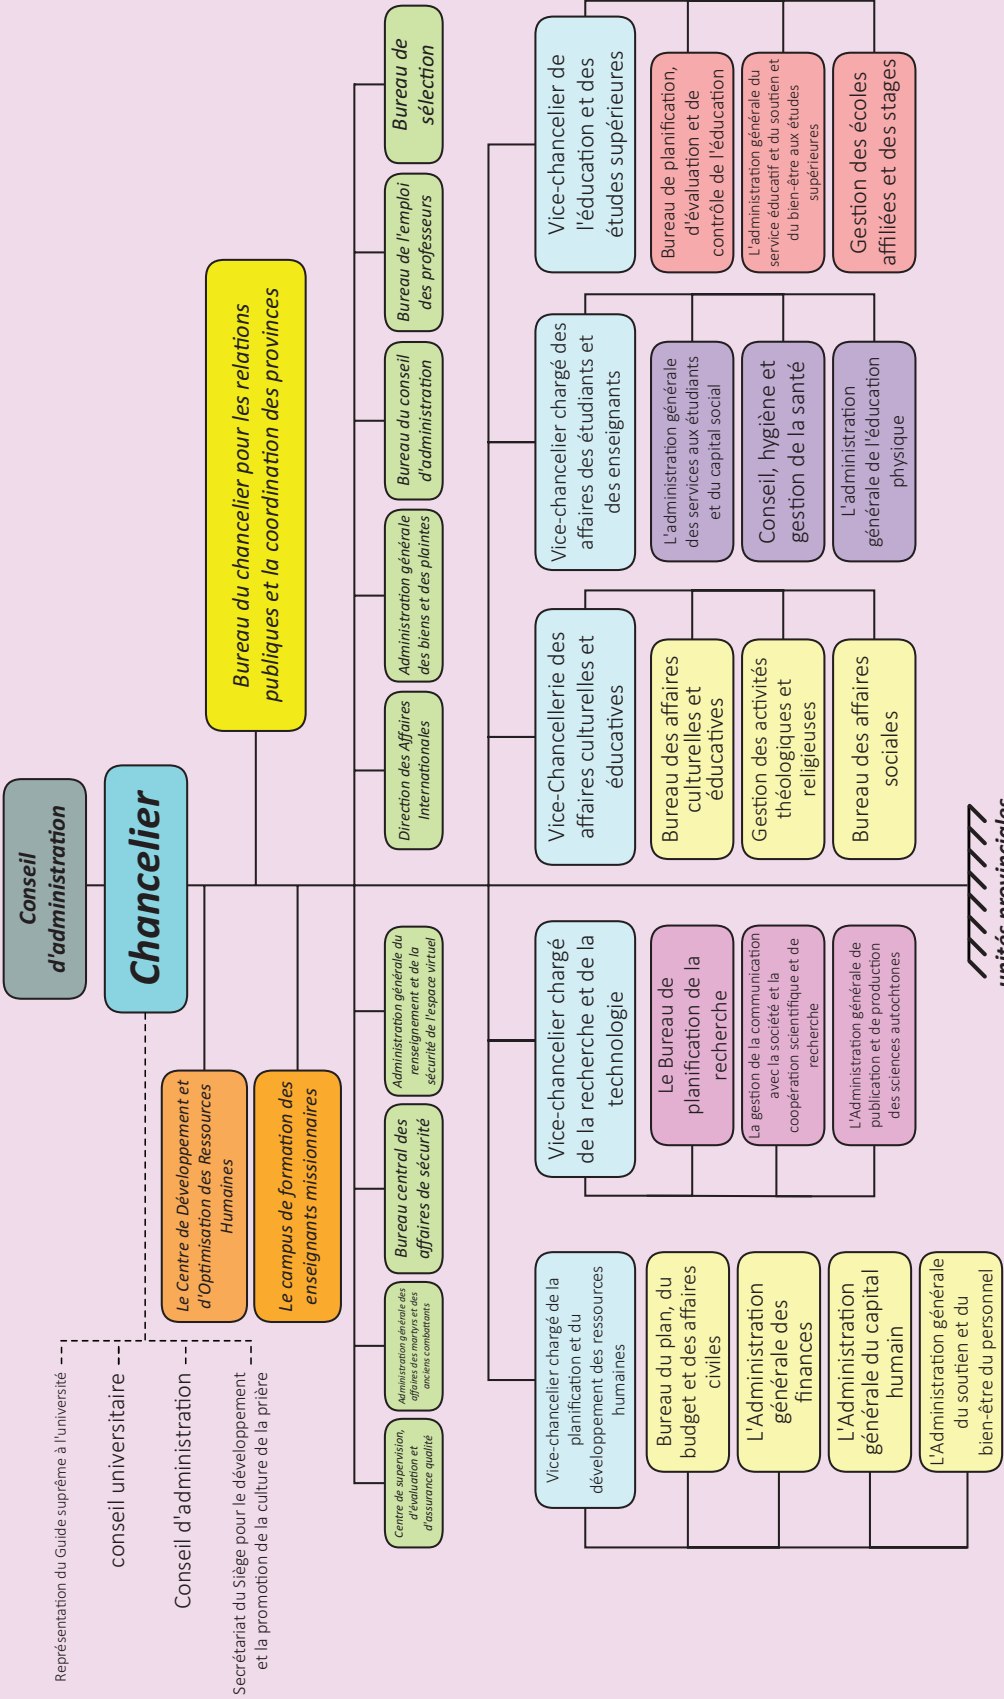 Conseil
d'administration
Chancelier
Bureau du chancelier pour les relations
publiques et la coordination des provinces
Le Centre de Développement et
d'Optimisation des Ressources
Humaines
Le campus de formation des
enseignants missionnaires
Représentation du Guide suprême à l'université
conseil universitaire
Conseil d'administration
Secrétariat du Siège pour le développement
et la promotion de la culture de la prière
Centre de supervision,
d'évaluation et
d'assurance qualité
Administration générale des
affaires des martyrs et des
anciens combattants
Bureau central des
affaires de sécurité
Administration générale du
renseignement et de la
sécurité de l'espace virtuel
Direction des Affaires
Internationales
Administration générale
des biens et des plaintes
Bureau du conseil
d'administration
Bureau de l'emploi
des professeurs
Bureau de
sélection
Vice-chancelier chargé de la
planification et du
développement des ressources
humaines
Bureau du plan, du
budget et des affaires
civiles
L'Administration
générale des
finances
L'Administration
générale du capital
humain
L'Administration générale
du soutien et du
bien-être du personnel
Vice-chancelier chargé
de la recherche et de la
technologie
Le Bureau de
planification de la
recherche
La gestion de la communication
avec la société et la
coopération scientifique et de
recherche
L'Administration générale de
publication et de production
des sciences autochtones
Vice-Chancellerie des
affaires culturelles et
éducatives
Bureau des affaires
culturelles et
éducatives
Gestion des activités
théologiques et
religieuses
Bureau des affaires
sociales
Vice-chancelier chargé des
affaires des étudiants et
des enseignants
L'administration générale
des services aux étudiants
et du capital social
Conseil, hygiène et
gestion de la santé
L'administration
générale de l'éducation
physique
Vice-chancelier de
l'éducation et des
études supérieures
Bureau de planification,
d'évaluation et de
contrôle de l'éducation
L'administration générale du
service éducatif et du soutien et
du bien-être aux études
supérieures
Gestion des écoles
affiliées et des stages
unités provinciales